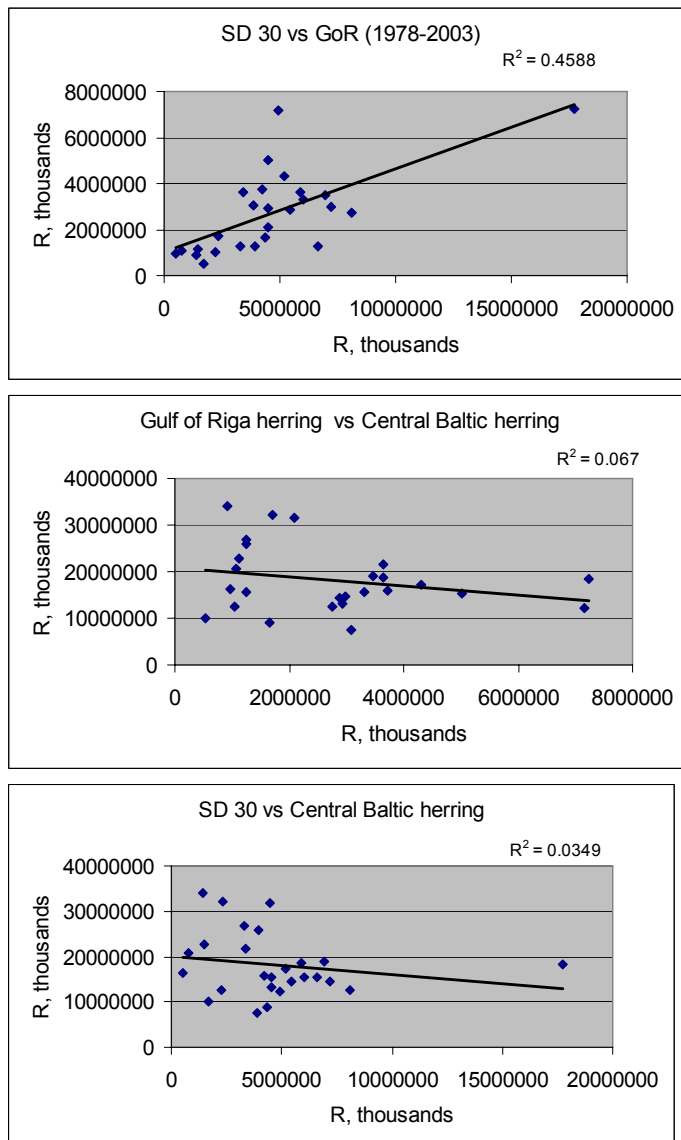 SD 30 vs GoR (1978-2003)
R² = 0.4588
8000000
6000000
4000000
2000000
0
R, thousands
0 5000000 10000000 15000000 20000000
R, thousands
Gulf of Riga herring vs Central Baltic herring
R² = 0.067
40000000
30000000
20000000
10000000
0
R, thousands
0 2000000 4000000 6000000 8000000
R, thousands
SD 30 vs Central Baltic herring
R² = 0.0349
40000000
30000000
20000000
10000000
0
R, thousands
0 5000000 10000000 15000000 20000000
R, thousands